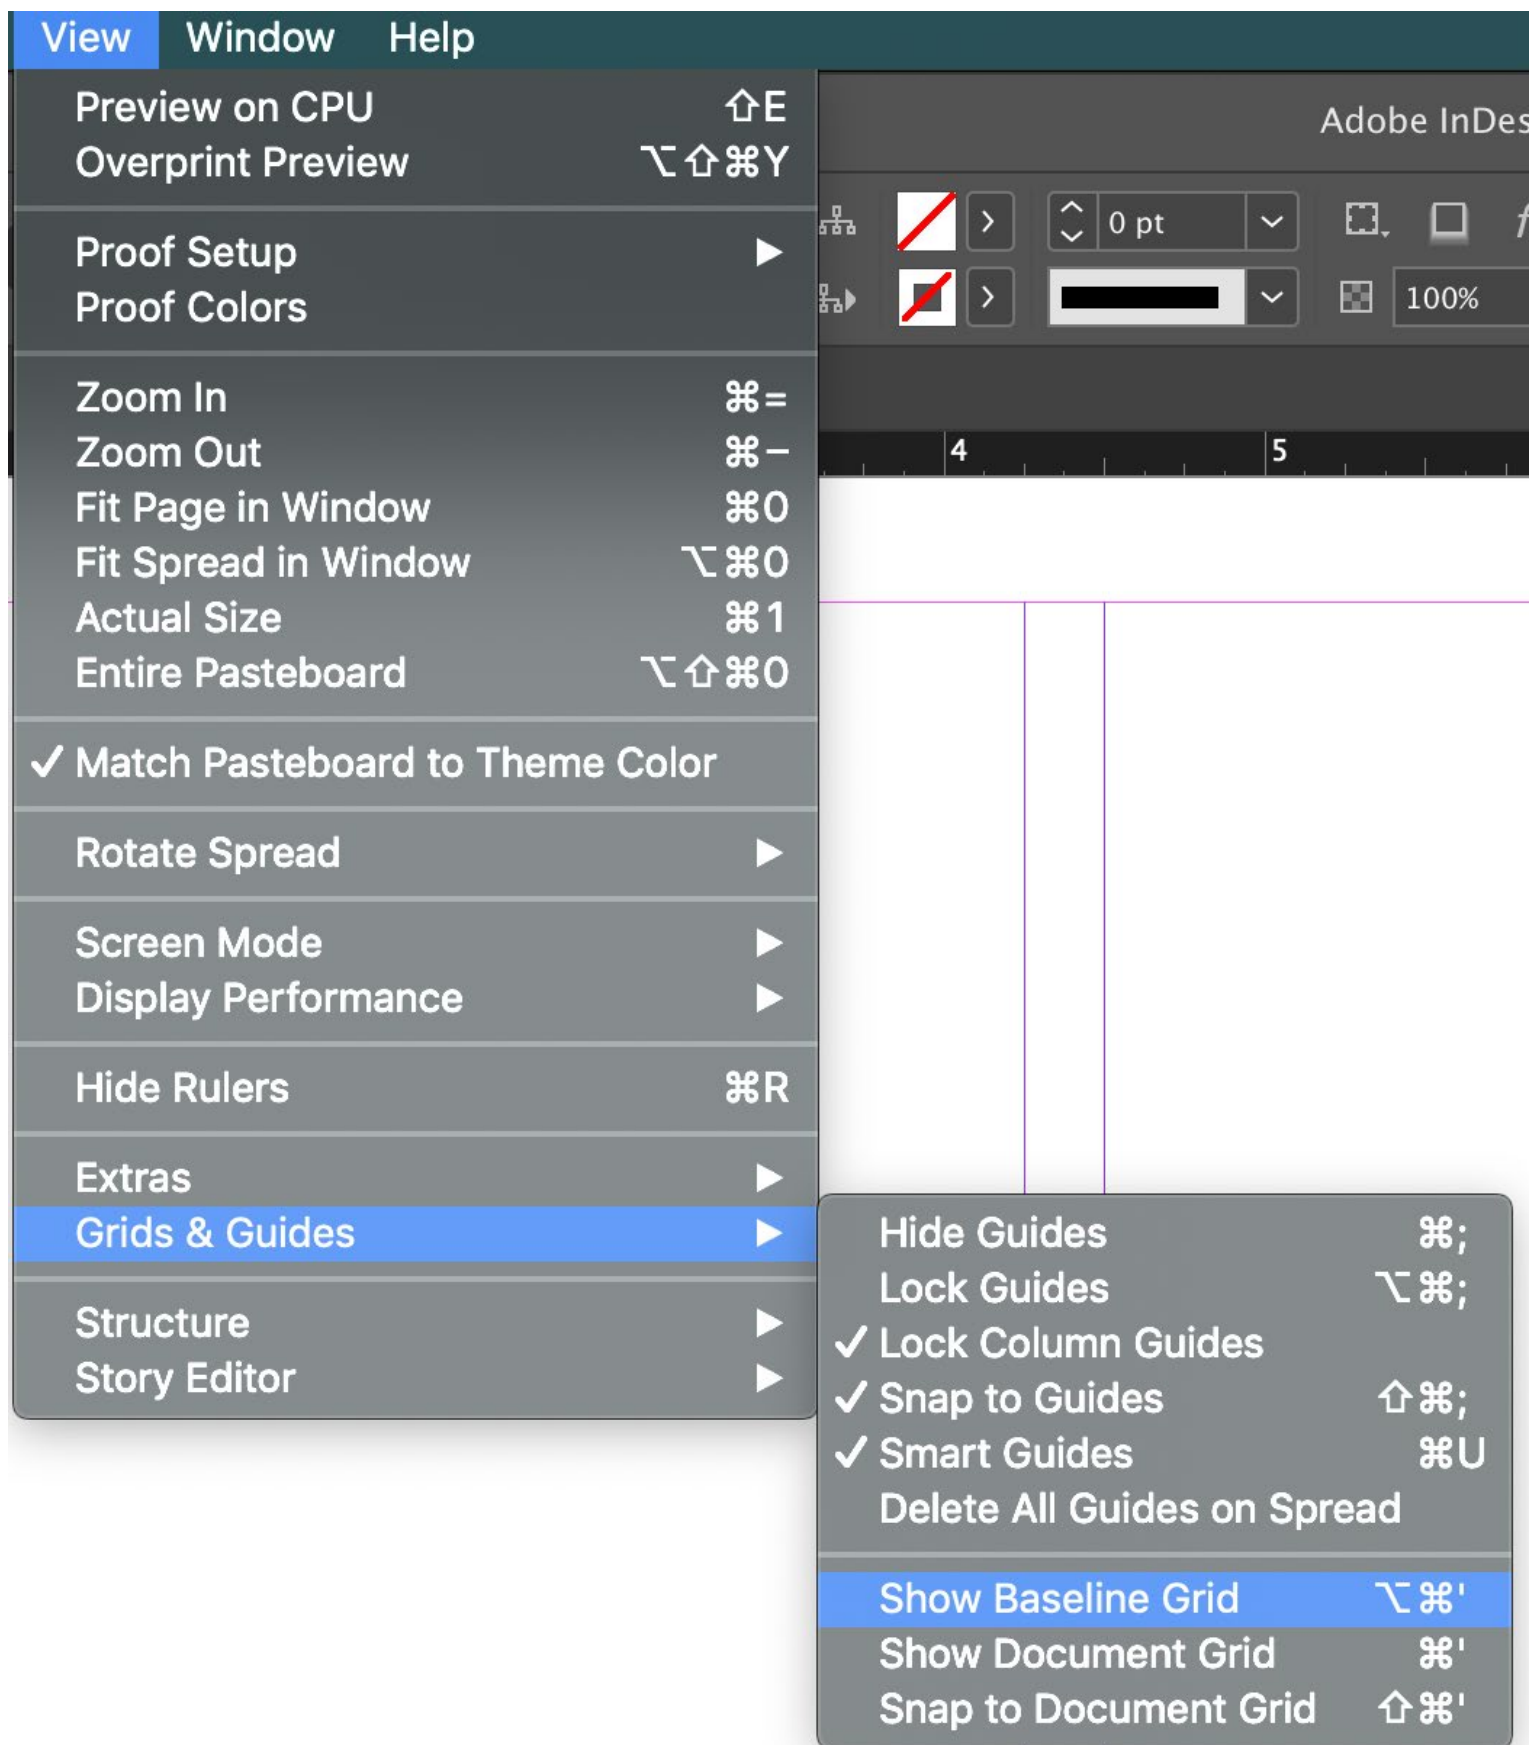 View Window Help
Preview on CPU ⇧E
Overprint Preview ⌥⇧⌘Y
Adobe InDes
Proof Setup ▶
Proof Colors
0 pt
100%
Zoom In ⌘=
Zoom Out ⌘–
4 5
Fit Page in Window ⌘0
Fit Spread in Window ⌥⌘0
Actual Size ⌘1
Entire Pasteboard ⌥⇧⌘0
✓ Match Pasteboard to Theme Color
Rotate Spread ▶
Screen Mode ▶
Display Performance ▶
Hide Rulers ⌘R
Extras ▶
Grids & Guides ▶
Structure ▶
Story Editor ▶
Hide Guides ⌘;
Lock Guides ⌥⌘;
✓ Lock Column Guides
✓ Snap to Guides ⇧⌘;
✓ Smart Guides ⌘U
Delete All Guides on Spread
Show Baseline Grid ⌥⌘'
Show Document Grid ⌘'
Snap to Document Grid ⇧⌘'